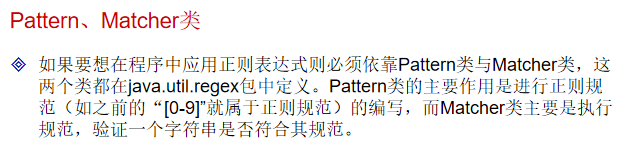 Pattern、Matcher类
如果要想在程序中应用正则表达式则必须依靠Pattern类与Matcher类，这
两个类都在java.util.regex包中定义。Pattern类的主要作用是进行正则规
范（如之前的“[0-9]”就属于正则规范）的编写，而Matcher类主要是执行
规范，验证一个字符串是否符合其规范。